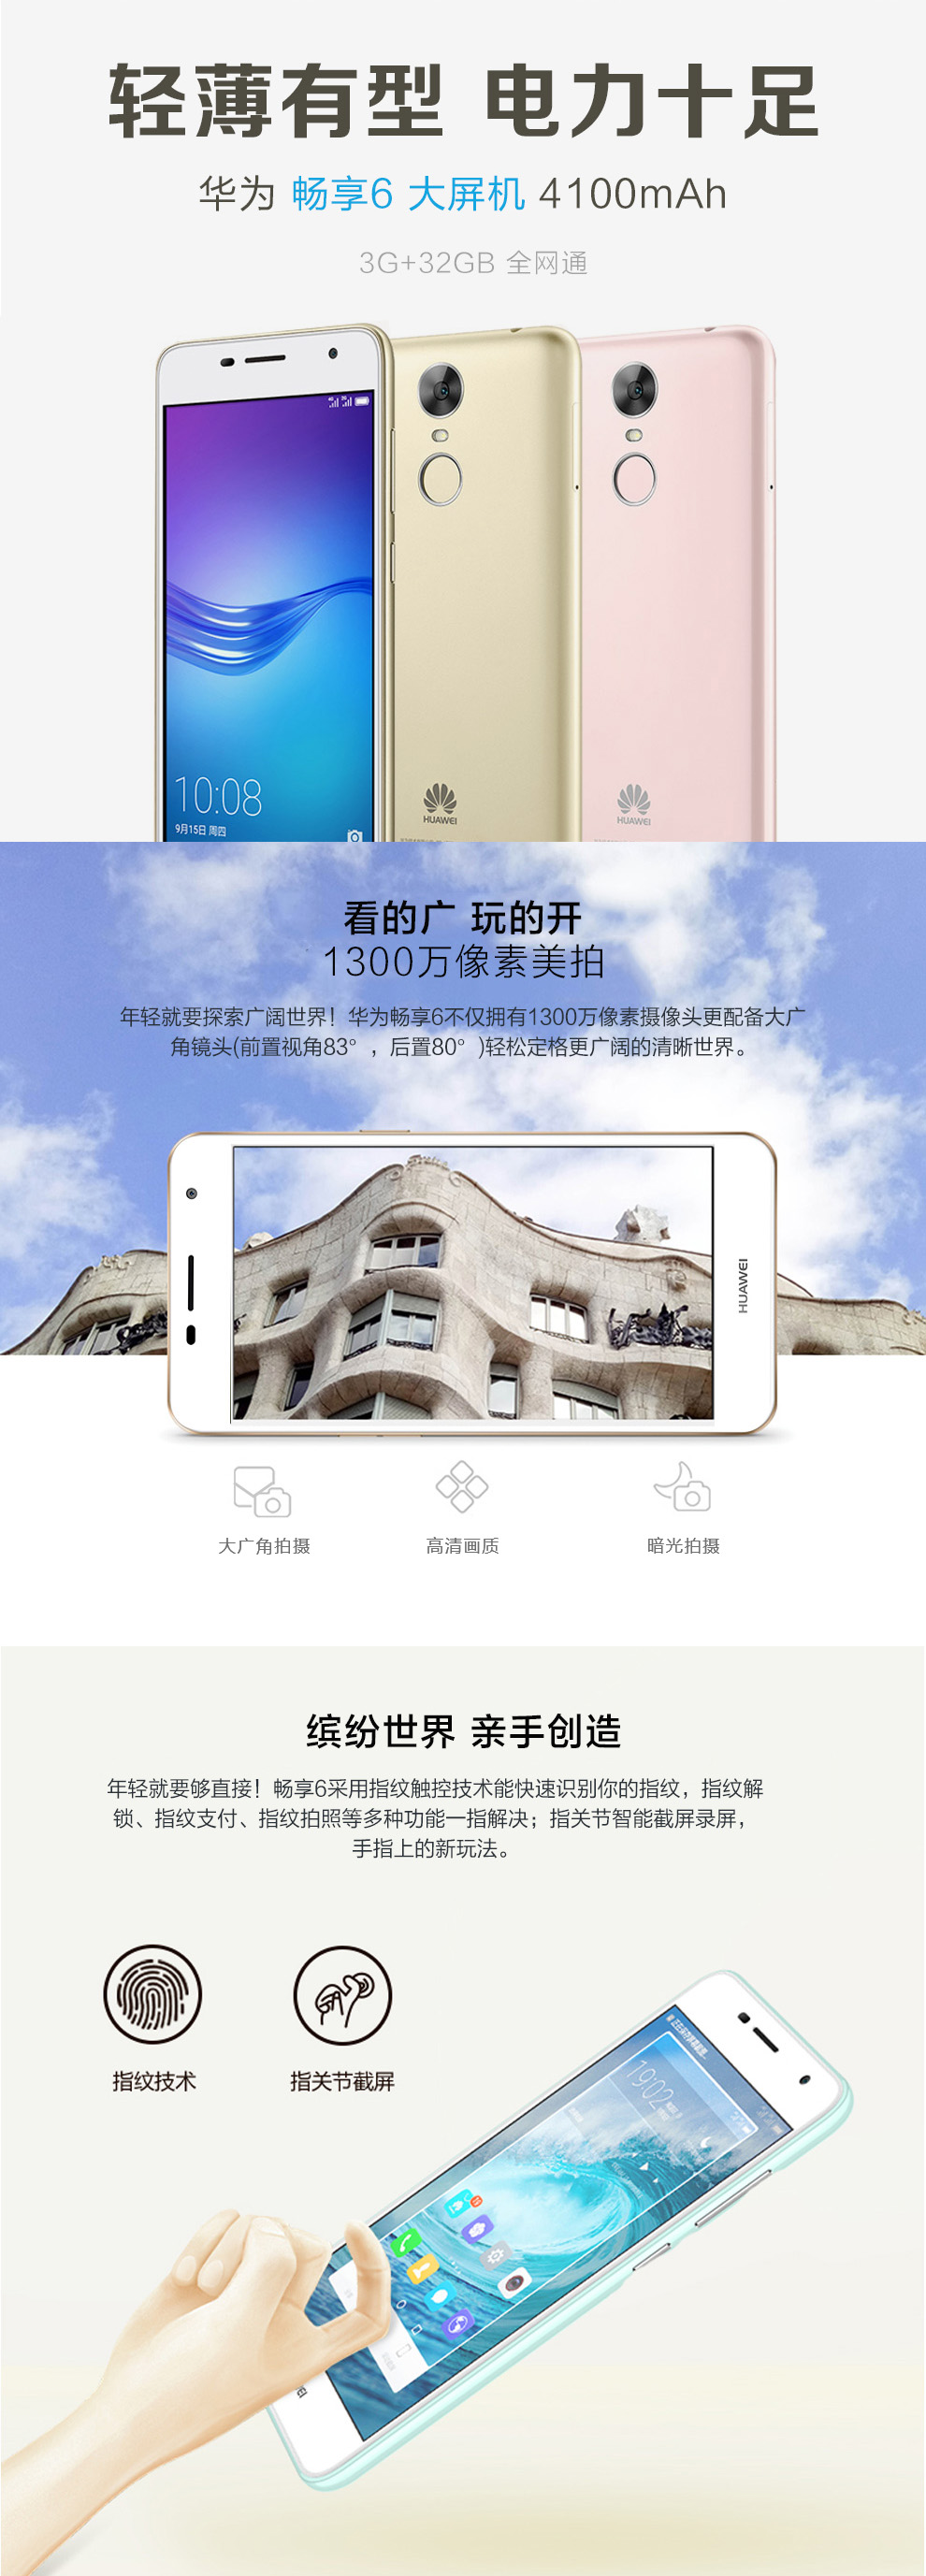 轻薄有型 电力十足
华为 畅享6 大屏机 4100mAh
3G+32GB 全网通
10:08
9月15日 周四
HUAWEI
HUAWEI
看的广 玩的开
1300万像素美拍
年轻就要探索广阔世界！华为畅享6不仅拥有1300万像素摄像头更配备大广
角镜头(前置视角83°，后置80°)轻松定格更广阔的清晰世界。
HUAWEI
大广角拍摄
高清画质
暗光拍摄
缤纷世界 亲手创造
年轻就要够直接！畅享6采用指纹触控技术能快速识别你的指纹，指纹解
锁、指纹支付、指纹拍照等多种功能一指解决；指关节智能截屏录屏，
手指上的新玩法。
指纹技术
指关节截屏
19:02